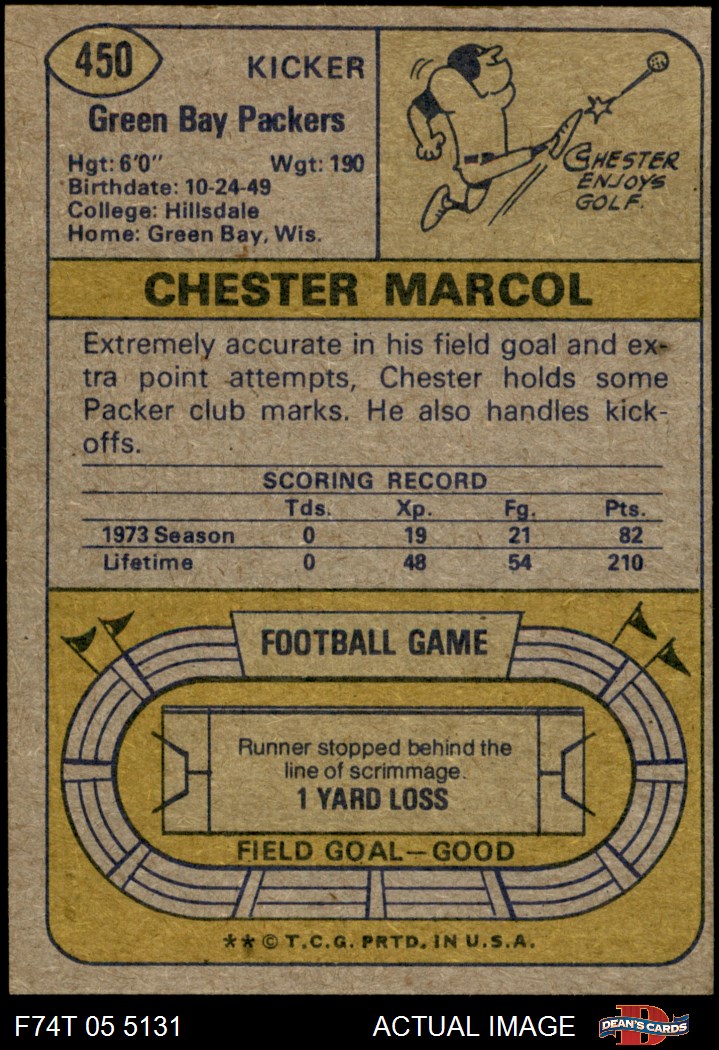 450
KICKER
Green Bay Packers
Hgt: 6'0" Wgt: 190
Birthdate: 10-24-49
College: Hillsdale
Home: Green Bay, Wis.
CHESTER
ENJOYS
GOLF.
CHESTER MARCOL
Extremely accurate in his field goal and ex-
tra point attempts, Chester holds some
Packer club marks. He also handles kick-
offs.
SCORING RECORD
Tds. Xp. Fg. Pts.
1973 Season 0 19 21 82
Lifetime 0 48 54 210
FOOTBALL GAME
Runner stopped behind the
line of scrimmage.
1 YARD LOSS
FIELD GOAL—GOOD
** © T.C.G. PRTD. IN U.S.A.
F74T 05 5131 ACTUAL IMAGE
D
DEAN'S CARDS